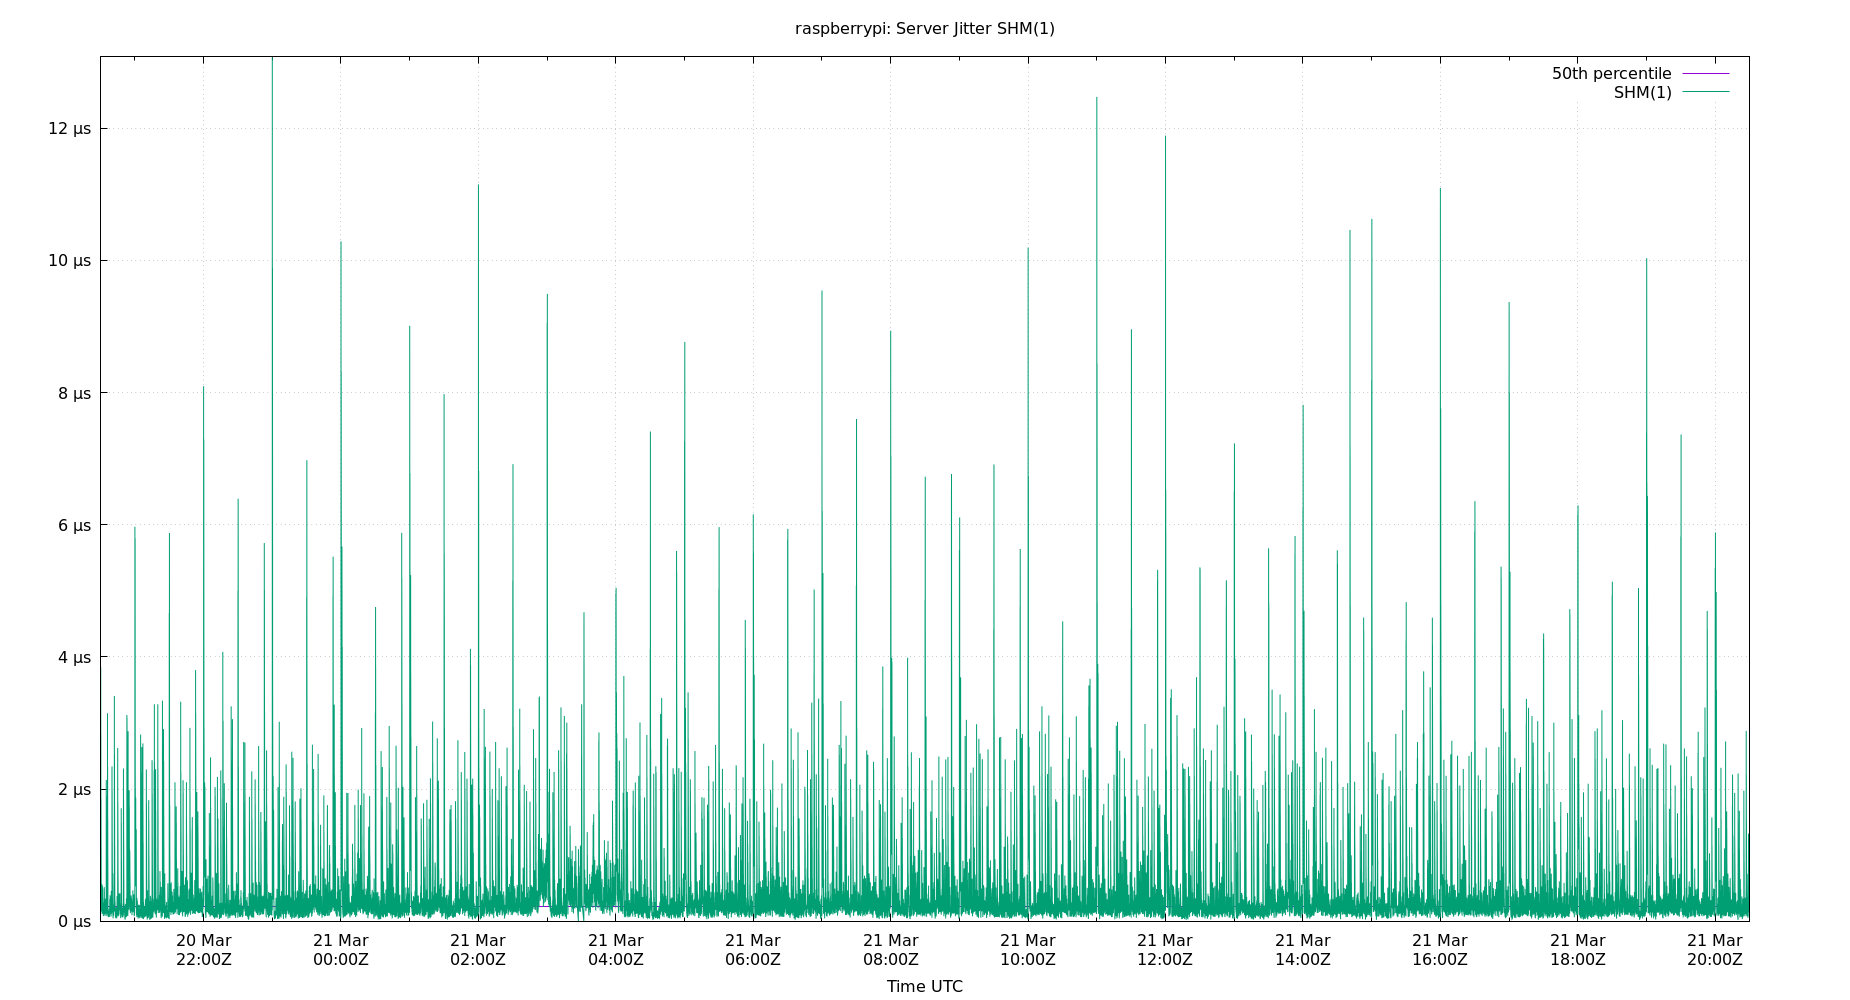 raspberrypi: Server Jitter SHM(1)
50th percentile
SHM(1)
12 µs
10 µs
8 µs
6 µs
4 µs
2 µs
0 µs
20 Mar 21 Mar 21 Mar 21 Mar 21 Mar 21 Mar 21 Mar 21 Mar 21 Mar 21 Mar 21 Mar 21 Mar
22:00Z 00:00Z 02:00Z 04:00Z 06:00Z 08:00Z 10:00Z 12:00Z 14:00Z 16:00Z 18:00Z 20:00Z
Time UTC